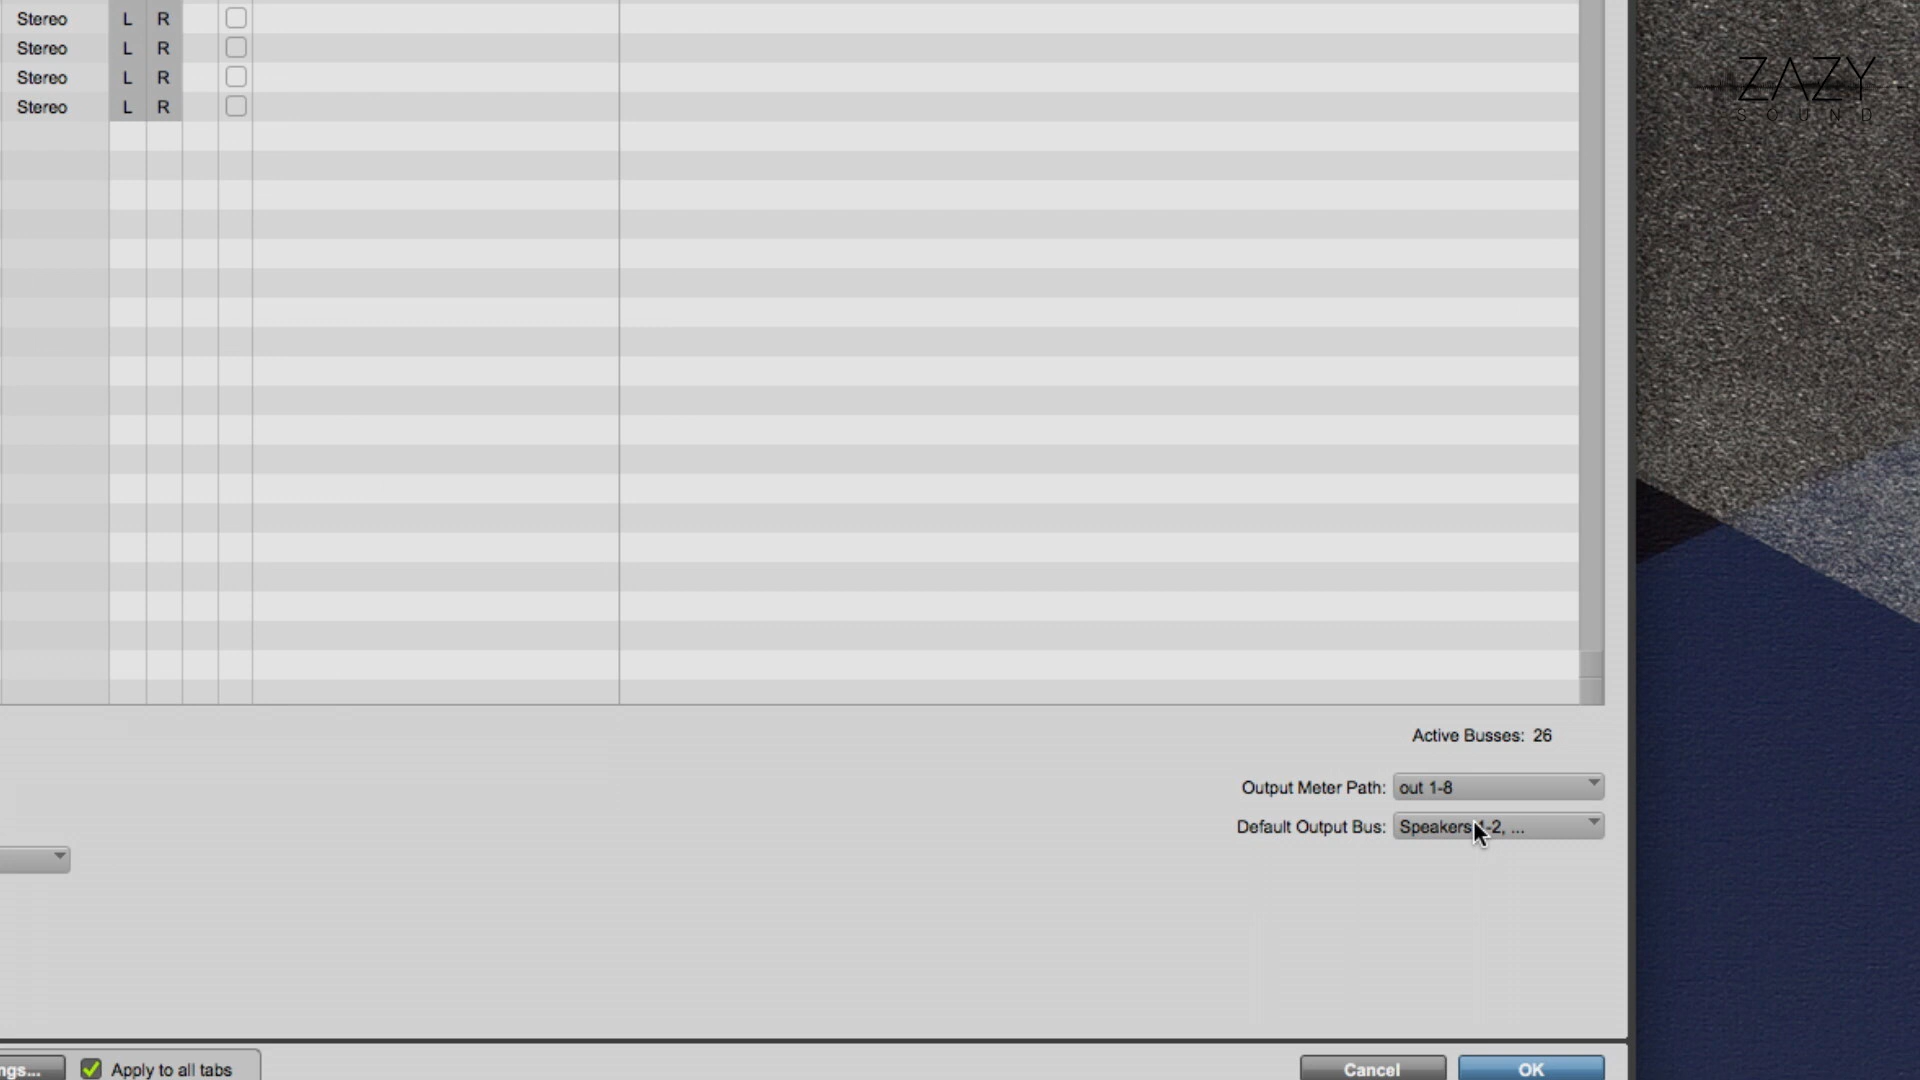 Stereo L R
Stereo L R
Stereo L R
Stereo L R
ZAZY
SOUND
Active Busses: 26
Output Meter Path: out 1-8
Default Output Bus: Speakers 1-2, ...
ngs... Apply to all tabs Cancel OK